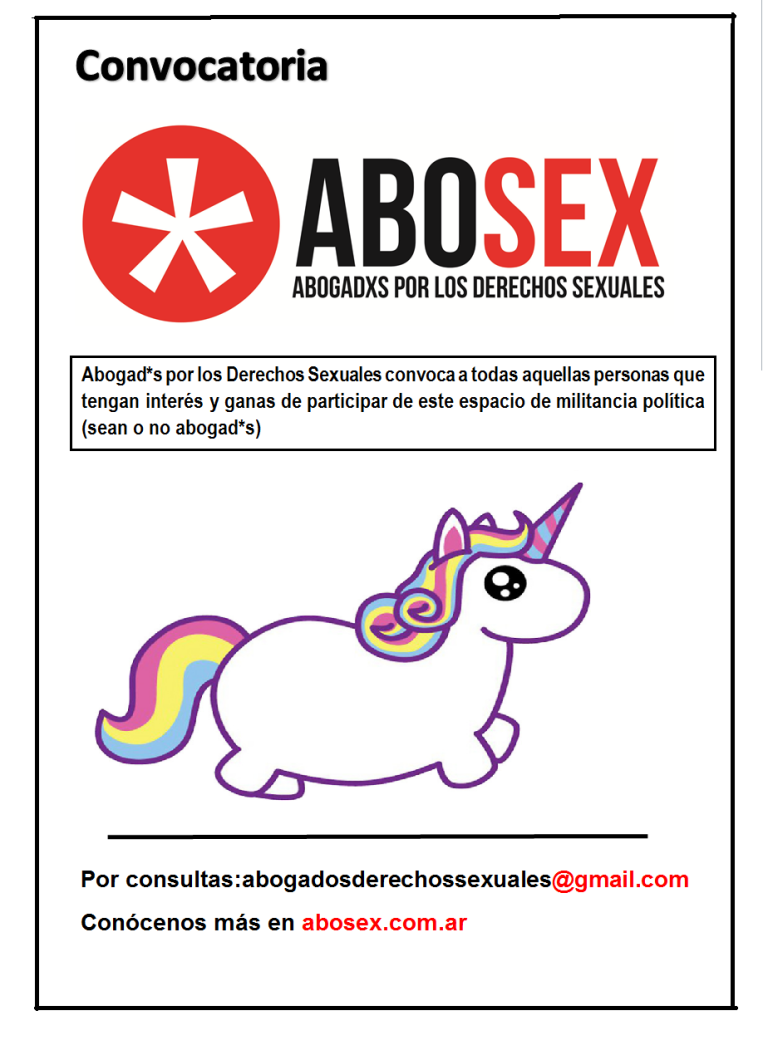 Convocatoria
ABOSEX
ABOGADXS POR LOS DERECHOS SEXUALES
Abogad*s por los Derechos Sexuales convoca a todas aquellas personas que
tengan interés y ganas de participar de este espacio de militancia política
(sean o no abogad*s)
Por consultas:abogadosderechossexuales@gmail.com
Conócenos más en abosex.com.ar